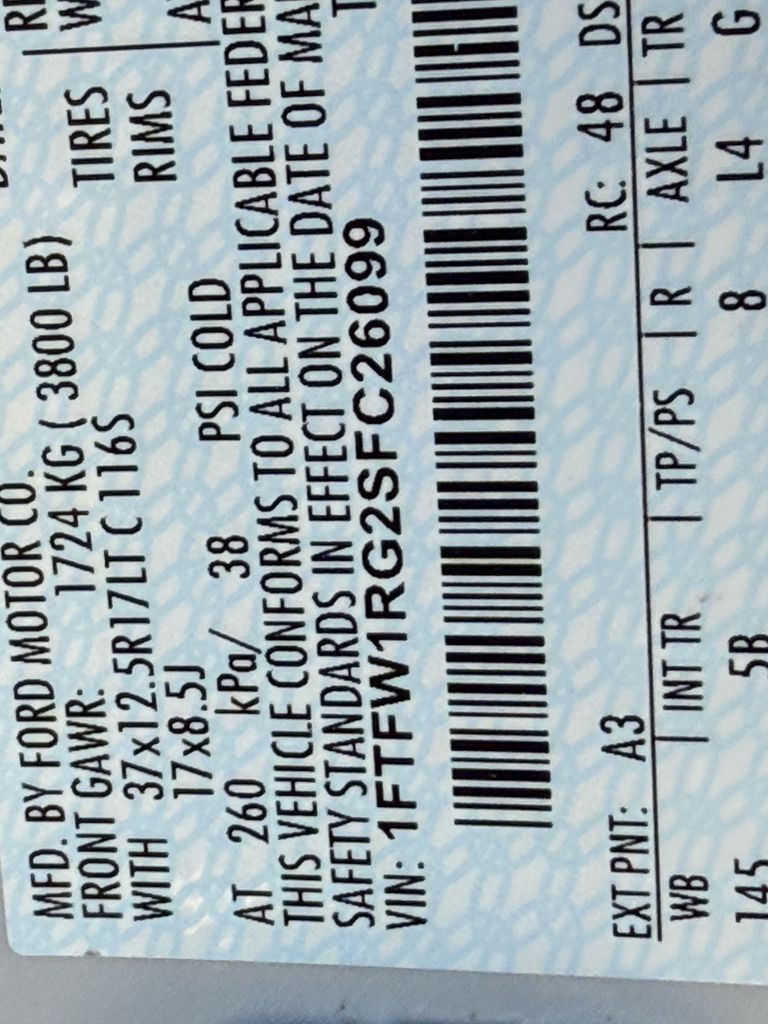 MFD. BY FORD MOTOR CO.
FRONT GAWR: 1724 KG ( 3800 LB)
WITH 37x12.5R17LT C 116S TIRES
17x8.5J RIMS
AT 260 kPa/ 38 PSI COLD
THIS VEHICLE CONFORMS TO ALL APPLICABLE
SAFETY STANDARDS IN EFFECT ON THE DATE OF
VIN: 1FTFW1RG2SFC26099
EXT PNT: A3 RC: 48 DS
WB | INT TR | TP/PS | R | AXLE | TR
145 5B 8 L4 G